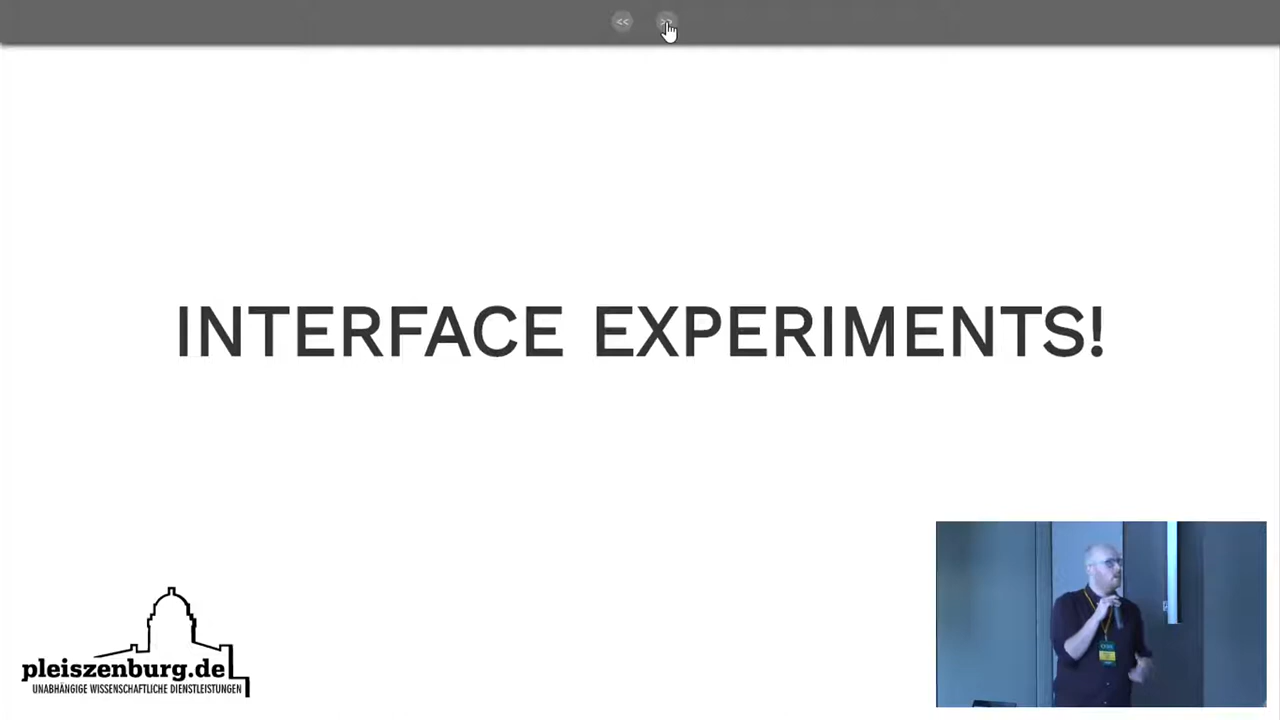 <<
>>
INTERFACE EXPERIMENTS!
pleiszenburg.de
UNABHÄNGIGE WISSENSCHAFTLICHE DIENSTLEISTUNGEN